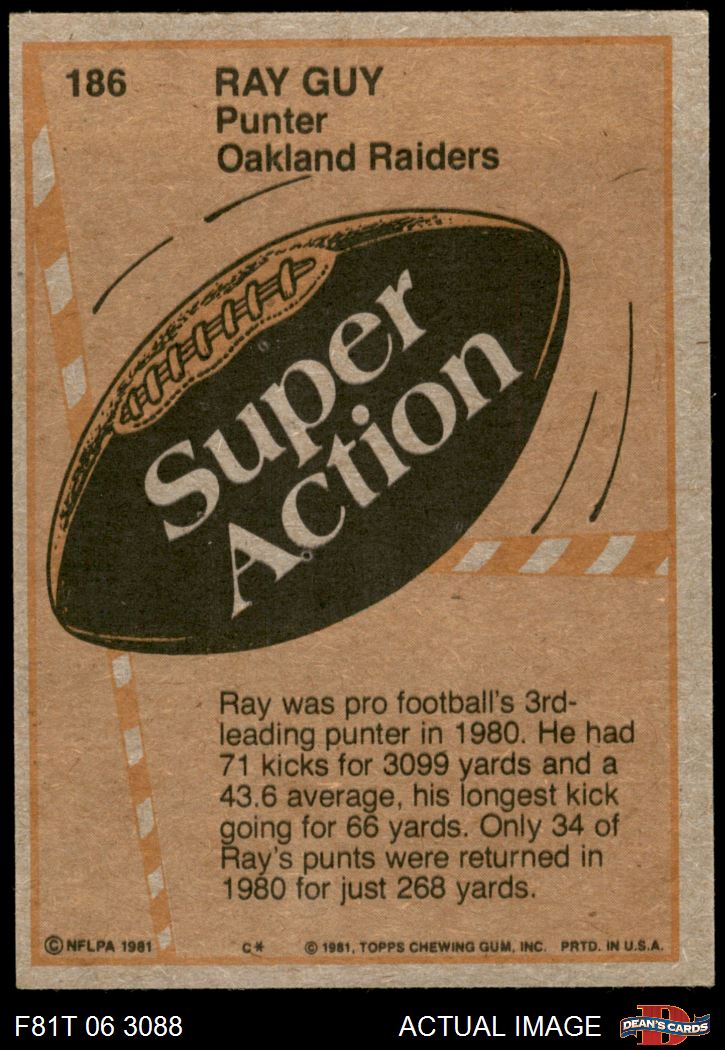 186
RAY GUY
Punter
Oakland Raiders
Super
Action
Ray was pro football's 3rd-
leading punter in 1980. He had
71 kicks for 3099 yards and a
43.6 average, his longest kick
going for 66 yards. Only 34 of
Ray's punts were returned in
1980 for just 268 yards.
© NFLPA 1981 C* © 1981, TOPPS CHEWING GUM, INC. PRTD. IN U.S.A.
F81T 06 3088 ACTUAL IMAGE D DEAN'S CARDS